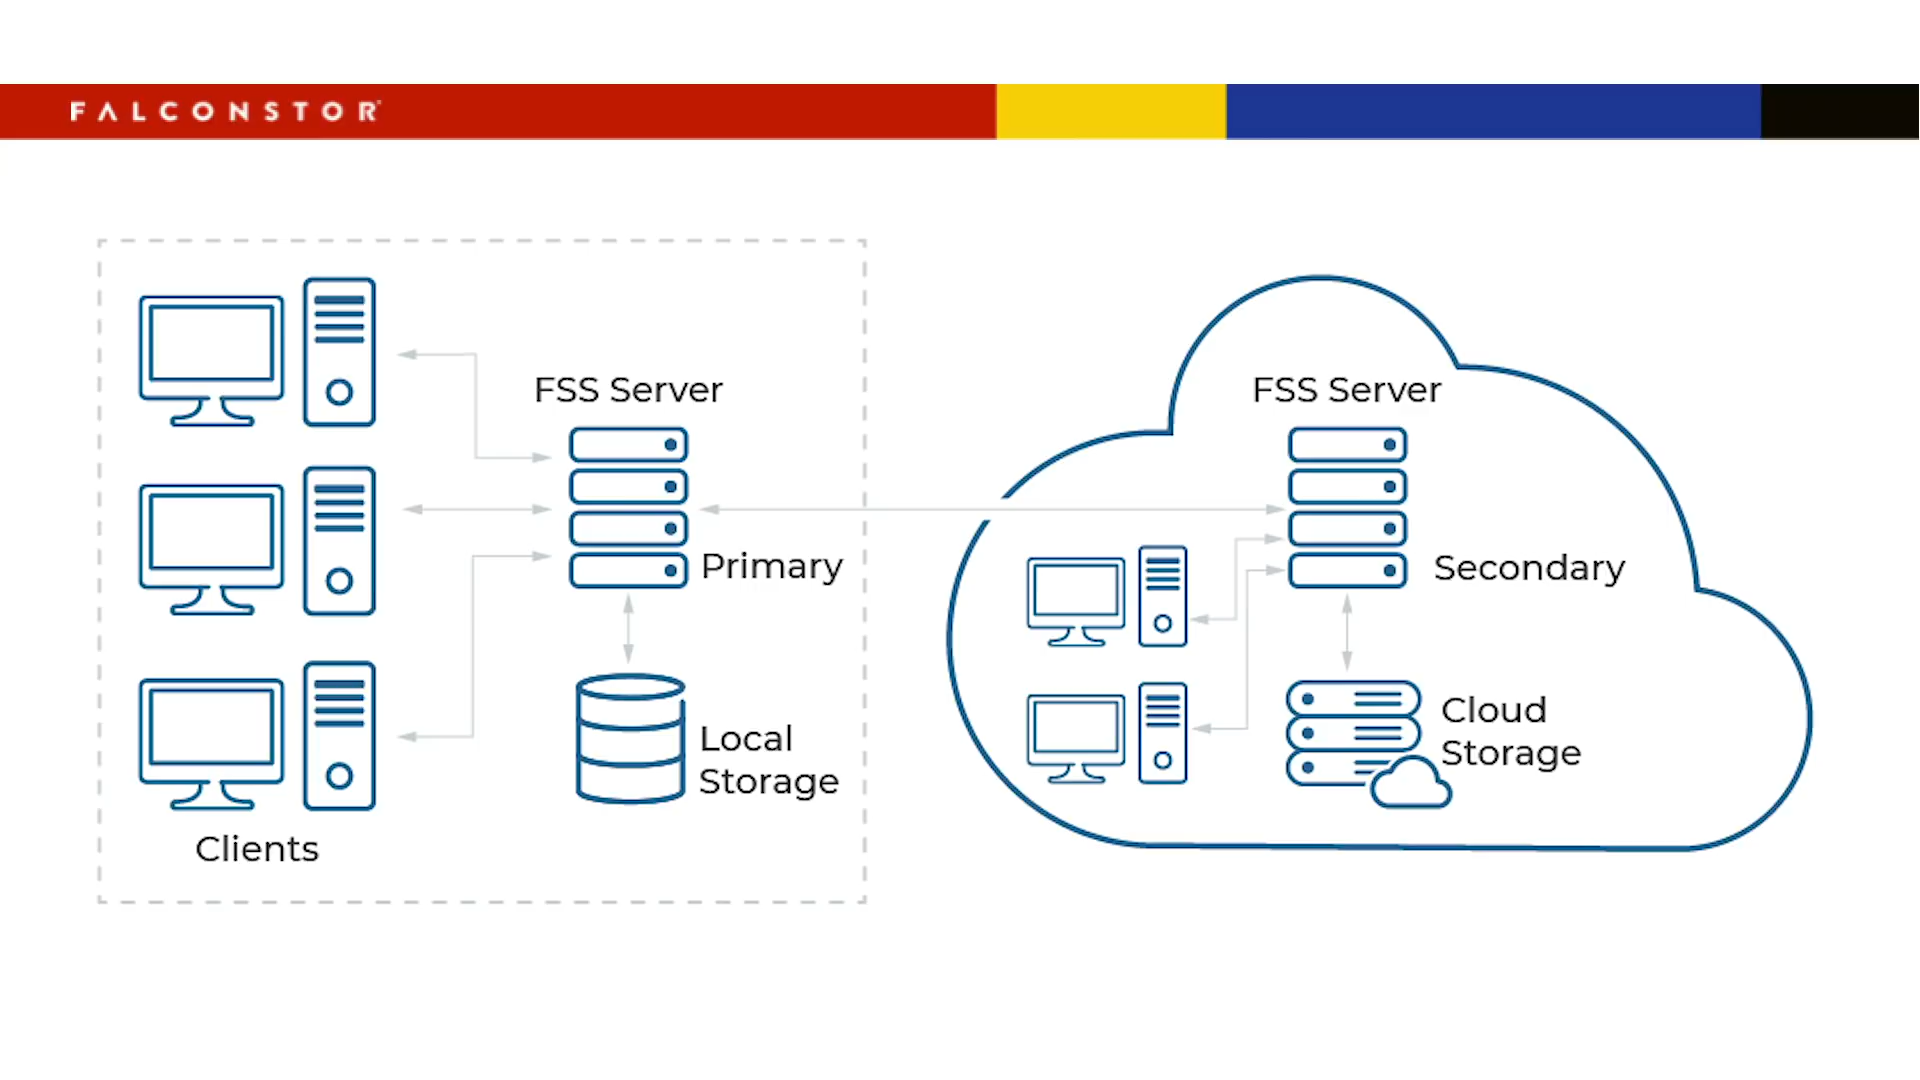 FALCONSTOR
FSS Server
Primary
Local
Storage
Clients
FSS Server
Secondary
Cloud
Storage